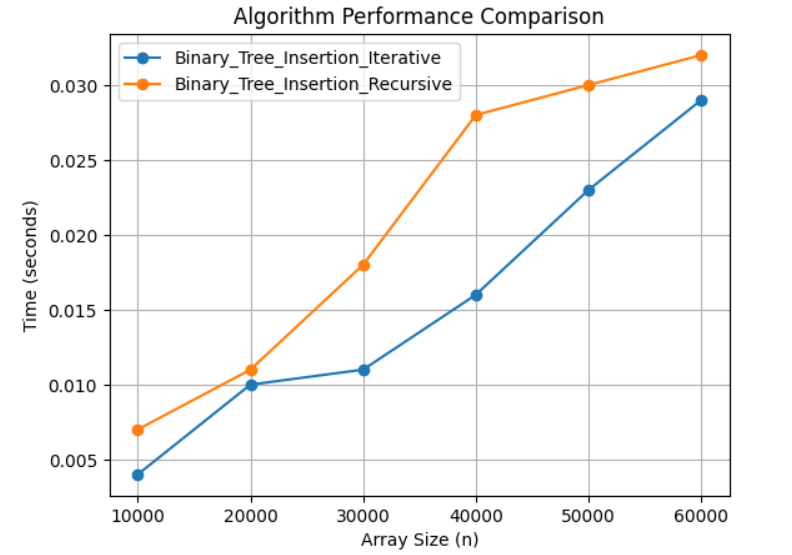 Algorithm Performance Comparison
Binary_Tree_Insertion_Iterative
Binary_Tree_Insertion_Recursive
0.030
0.025
0.020
0.015
0.010
0.005
Time (seconds)
10000 20000 30000 40000 50000 60000
Array Size (n)